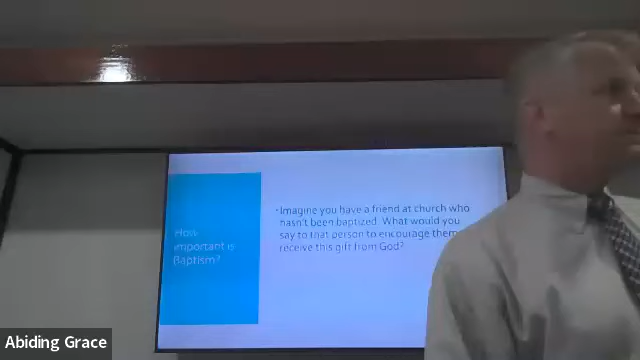 How
important is
Baptism?
• Imagine you have a friend at church who
hasn't been baptized. What would you
say to that person to encourage them
receive this gift from God?
Abiding Grace